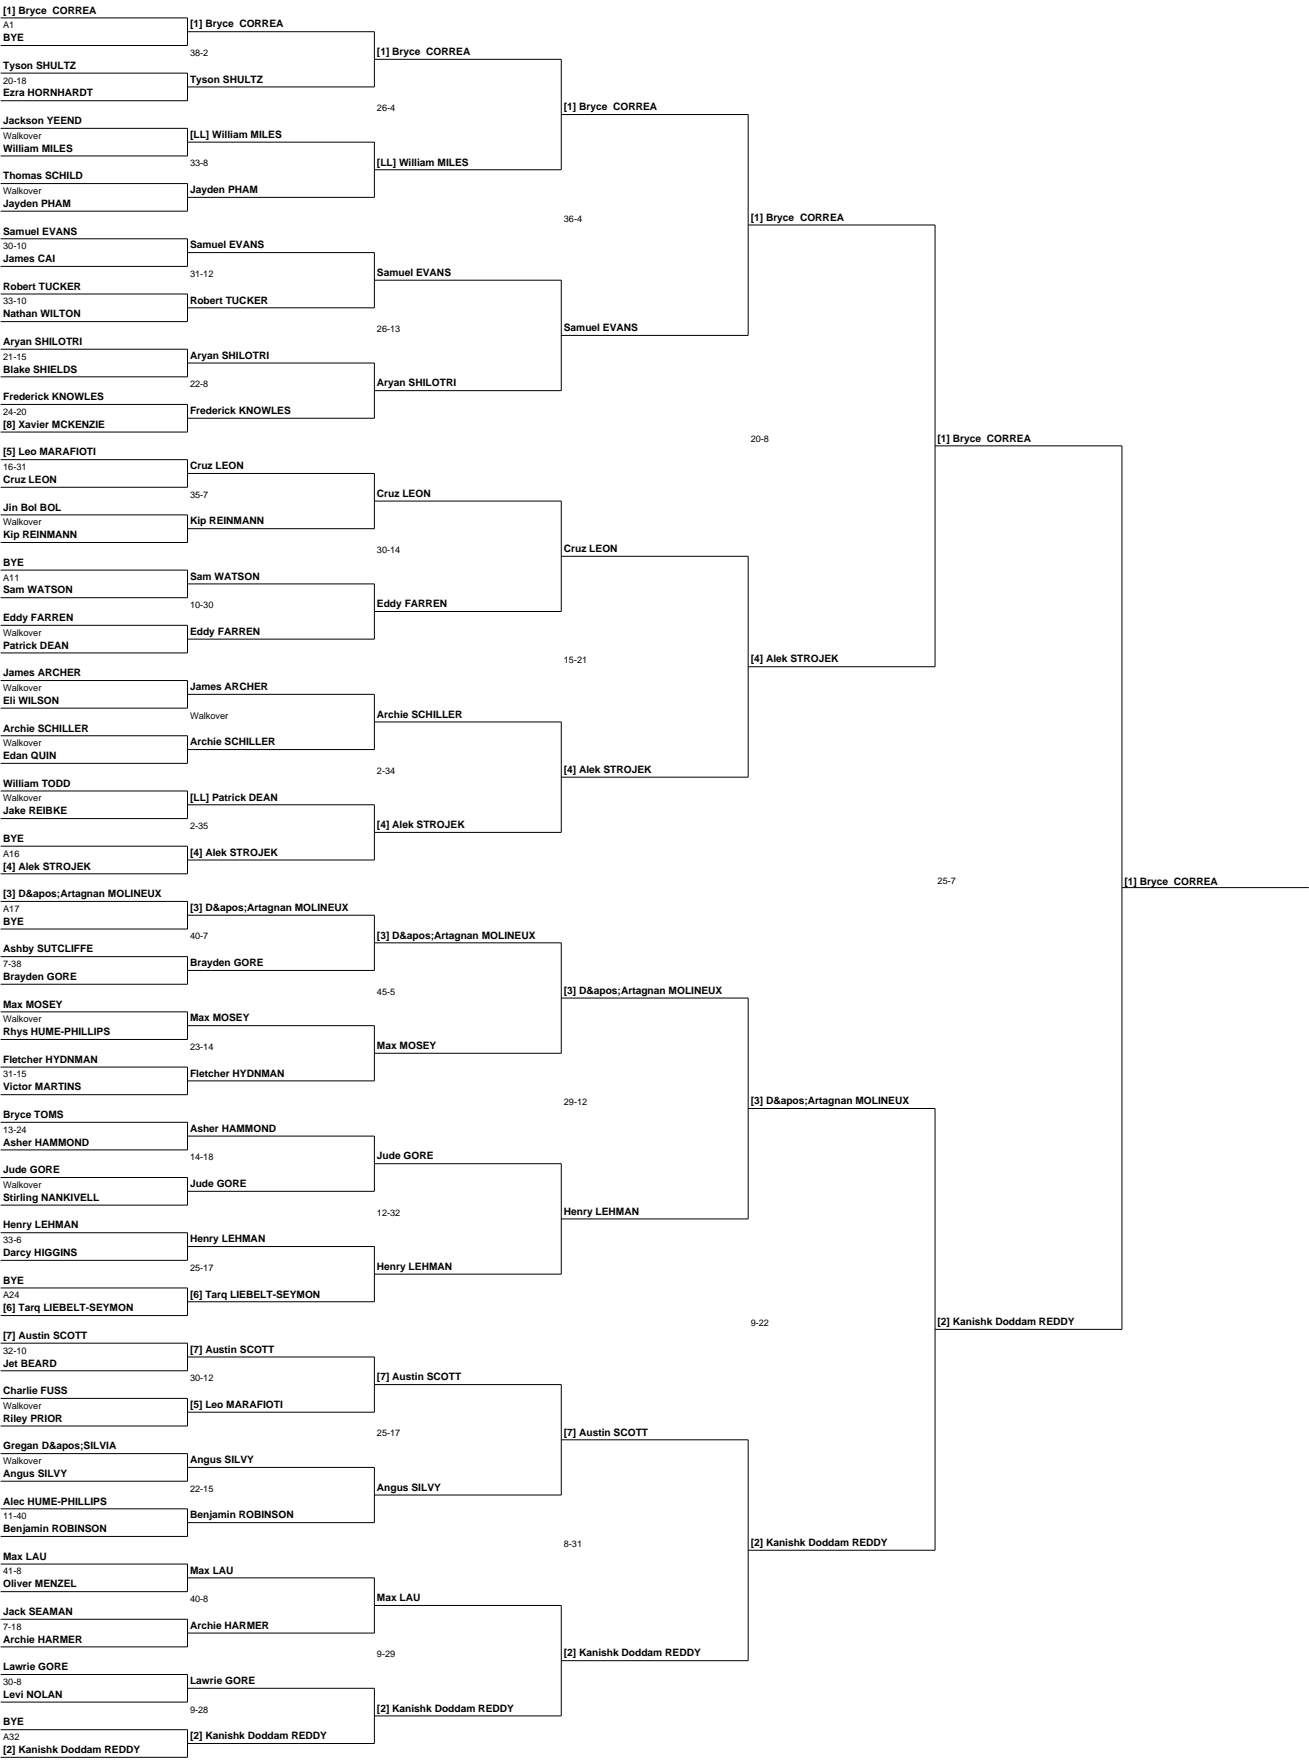 [1] Bryce  CORREA
A1
BYE
Tyson SHULTZ
20-18
Ezra HORNHARDT
Jackson YEEND
Walkover
William MILES
Thomas SCHILD
Walkover
Jayden PHAM
Samuel EVANS
30-10
James CAI
Robert TUCKER
33-10
Nathan WILTON
Aryan SHILOTRI
21-15
Blake SHIELDS
Frederick KNOWLES
24-20
[8] Xavier MCKENZIE
[5] Leo MARAFIOTI
16-31
Cruz LEON
Jin Bol BOL
Walkover
Kip REINMANN
BYE
A11
Sam WATSON
Eddy FARREN
Walkover
Patrick DEAN
James ARCHER
Walkover
Eli WILSON
Archie SCHILLER
Walkover
Edan QUIN
William TODD
Walkover
Jake REIBKE
BYE
A16
[4] Alek STROJEK
[3] D&apos;Artagnan MOLINEUX
A17
BYE
Ashby SUTCLIFFE
7-38
Brayden GORE
Max MOSEY
Walkover
Rhys HUME-PHILLIPS
Fletcher HYDNMAN
31-15
Victor MARTINS
Bryce TOMS
13-24
Asher HAMMOND
Jude GORE
Walkover
Stirling NANKIVELL
Henry LEHMAN
33-6
Darcy HIGGINS
BYE
A24
[6] Tarq LIEBELT-SEYMON
[7] Austin SCOTT
32-10
Jet BEARD
Charlie FUSS
Walkover
Riley PRIOR
Gregan D&apos;SILVIA
Walkover
Angus SILVY
Alec HUME-PHILLIPS
11-40
Benjamin ROBINSON
Max LAU
41-8
Oliver MENZEL
Jack SEAMAN
7-18
Archie HARMER
Lawrie GORE
30-8
Levi NOLAN
BYE
A32
[2] Kanishk Doddam REDDY
[1] Bryce  CORREA
38-2
Tyson SHULTZ
[LL] William MILES
33-8
Jayden PHAM
Samuel EVANS
31-12
Robert TUCKER
Aryan SHILOTRI
22-8
Frederick KNOWLES
Cruz LEON
35-7
Kip REINMANN
Sam WATSON
10-30
Eddy FARREN
James ARCHER
Walkover
Archie SCHILLER
[LL] Patrick DEAN
2-35
[4] Alek STROJEK
[3] D&apos;Artagnan MOLINEUX
40-7
Brayden GORE
Max MOSEY
23-14
Fletcher HYDNMAN
Asher HAMMOND
14-18
Jude GORE
Henry LEHMAN
25-17
[6] Tarq LIEBELT-SEYMON
[7] Austin SCOTT
30-12
[5] Leo MARAFIOTI
Angus SILVY
22-15
Benjamin ROBINSON
Max LAU
40-8
Archie HARMER
Lawrie GORE
9-28
[2] Kanishk Doddam REDDY
[1] Bryce  CORREA
26-4
[LL] William MILES
Samuel EVANS
26-13
Aryan SHILOTRI
Cruz LEON
30-14
Eddy FARREN
Archie SCHILLER
2-34
[4] Alek STROJEK
[3] D&apos;Artagnan MOLINEUX
45-5
Max MOSEY
Jude GORE
12-32
Henry LEHMAN
[7] Austin SCOTT
25-17
Angus SILVY
Max LAU
9-29
[2] Kanishk Doddam REDDY
[1] Bryce  CORREA
36-4
Samuel EVANS
Cruz LEON
15-21
[4] Alek STROJEK
[3] D&apos;Artagnan MOLINEUX
29-12
Henry LEHMAN
[7] Austin SCOTT
8-31
[2] Kanishk Doddam REDDY
[1] Bryce  CORREA
20-8
[4] Alek STROJEK
[3] D&apos;Artagnan MOLINEUX
9-22
[2] Kanishk Doddam REDDY
[1] Bryce  CORREA
25-7
[2] Kanishk Doddam REDDY
[1] Bryce  CORREA